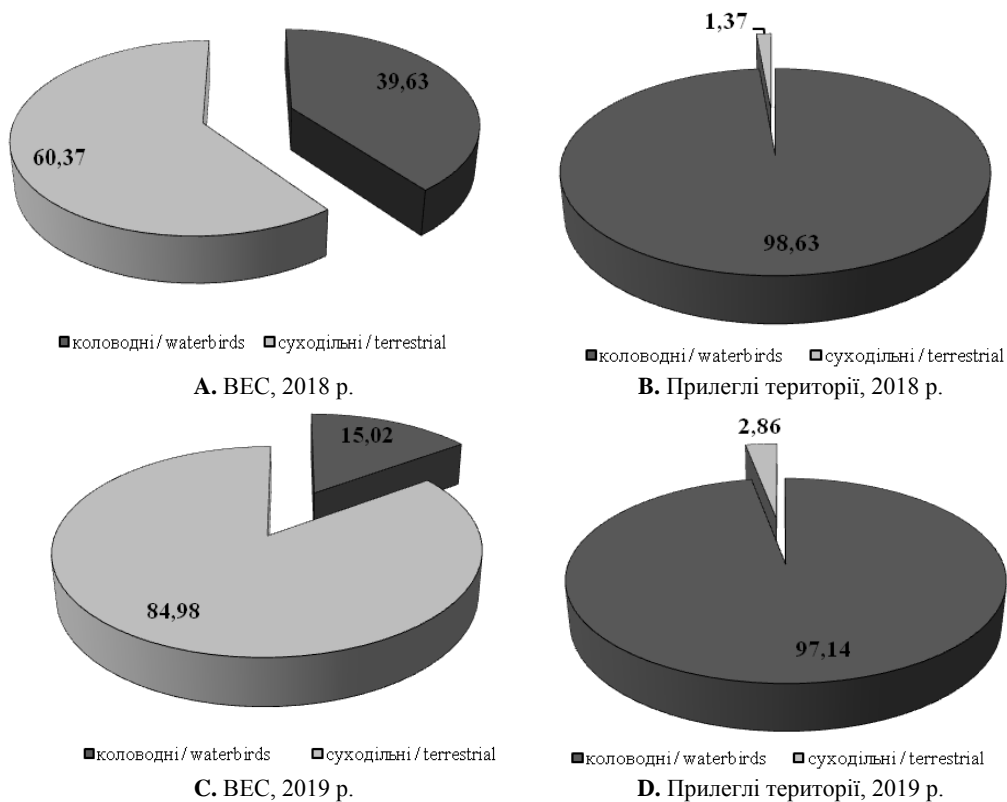 39,63
60,37
коловодні / waterbirds суходільні / terrestrial
A. ВЕС, 2018 р.
1,37
98,63
коловодні / waterbirds суходільні / terrestrial
B. Прилеглі території, 2018 р.
15,02
84,98
коловодні / waterbirds суходільні / terrestrial
C. ВЕС, 2019 р.
2,86
97,14
коловодні / waterbirds суходільні / terrestrial
D. Прилеглі території, 2019 р.